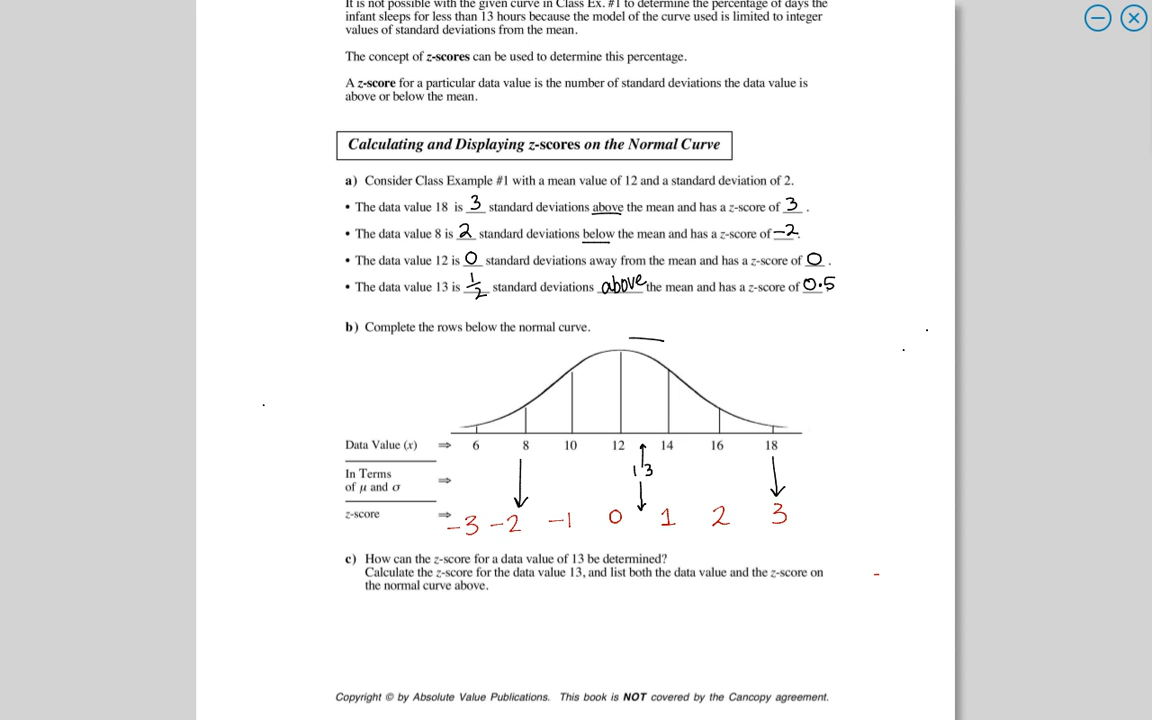 It is not possible with the given curve in Class Ex. #1 to determine the percentage of days the
infant sleeps for less than 13 hours because the model of the curve used is limited to integer
values of standard deviations from the mean.
The concept of z-scores can be used to determine this percentage.
A z-score for a particular data value is the number of standard deviations the data value is
above or below the mean.
Calculating and Displaying z-scores on the Normal Curve
a) Consider Class Example #1 with a mean value of 12 and a standard deviation of 2.
• The data value 18 is 3 standard deviations above the mean and has a z-score of 3 .
• The data value 8 is 2 standard deviations below the mean and has a z-score of -2.
• The data value 12 is 0 standard deviations away from the mean and has a z-score of 0 .
• The data value 13 is 1/2 standard deviations above the mean and has a z-score of 0.5
b) Complete the rows below the normal curve.
Data Value (x) ⇒ 6 8 10 12 14 16 18
13
In Terms
of μ and σ ⇒
z-score ⇒ -3 -2 -1 0 1 2 3
c) How can the z-score for a data value of 13 be determined?
Calculate the z-score for the data value 13, and list both the data value and the z-score on
the normal curve above.
Copyright © by Absolute Value Publications. This book is NOT covered by the Cancopy agreement.